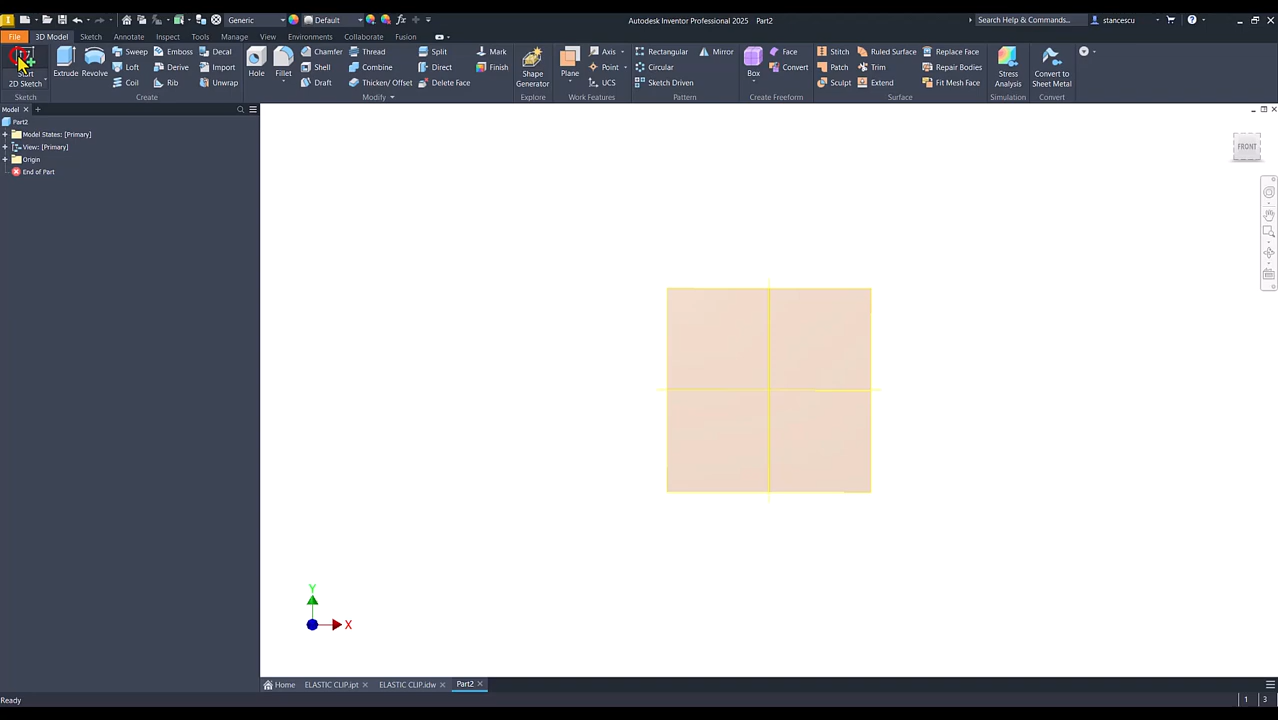 Generic
Default
fx
Autodesk Inventor Professional 2025 Part2
Search Help & Commands...
stancescu
File 3D Model Sketch Annotate Inspect Tools Manage View Environments Collaborate Fusion
Start
2D Sketch
Sketch
Extrude
Revolve
Sweep
Emboss
Decal
Loft
Derive
Import
Coil
Rib
Unwrap
Create
Hole
Fillet
Chamfer
Thread
Shell
Combine
Draft
Thicken/ Offset
Split
Direct
Delete Face
Mark
Finish
Modify
Shape
Generator
Explore
Plane
Axis
Point
UCS
Work Features
Rectangular
Mirror
Circular
Sketch Driven
Pattern
Box
Face
Convert
Create Freeform
Stitch
Ruled Surface
Replace Face
Patch
Trim
Repair Bodies
Sculpt
Extend
Fit Mesh Face
Surface
Stress
Analysis
Simulation
Convert to
Sheet Metal
Convert
Model
Part2
Model States: [Primary]
View: [Primary]
Origin
End of Part
FRONT
Y
X
Home ELASTIC CLIP.ipt ELASTIC CLIP.idw Part2
Ready
1 3